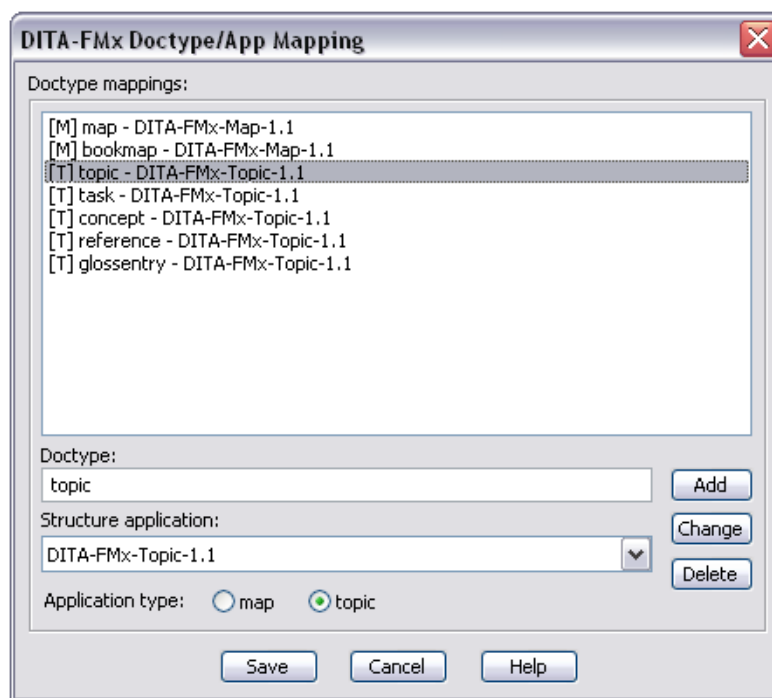 DITA-FMx Doctype/App Mapping
Doctype mappings:
[M] map - DITA-FMx-Map-1.1
[M] bookmap - DITA-FMx-Map-1.1
[T] topic - DITA-FMx-Topic-1.1
[T] task - DITA-FMx-Topic-1.1
[T] concept - DITA-FMx-Topic-1.1
[T] reference - DITA-FMx-Topic-1.1
[T] glossentry - DITA-FMx-Topic-1.1
Doctype:
topic
Add
Structure application:
Change
DITA-FMx-Topic-1.1
Delete
Application type: map topic
Save Cancel Help